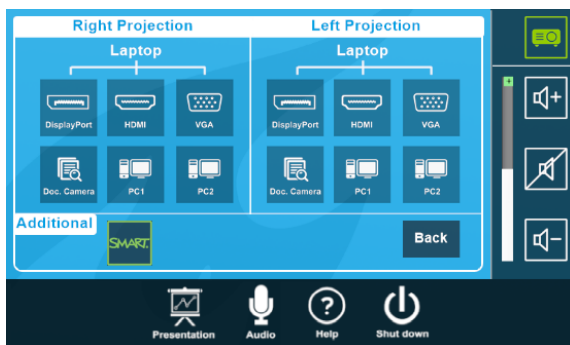 Right Projection Left Projection
Laptop Laptop
DisplayPort HDMI VGA DisplayPort HDMI VGA
Doc. Camera PC1 PC2 Doc. Camera PC1 PC2
Additional
SMART Back
Presentation Audio Help Shut down